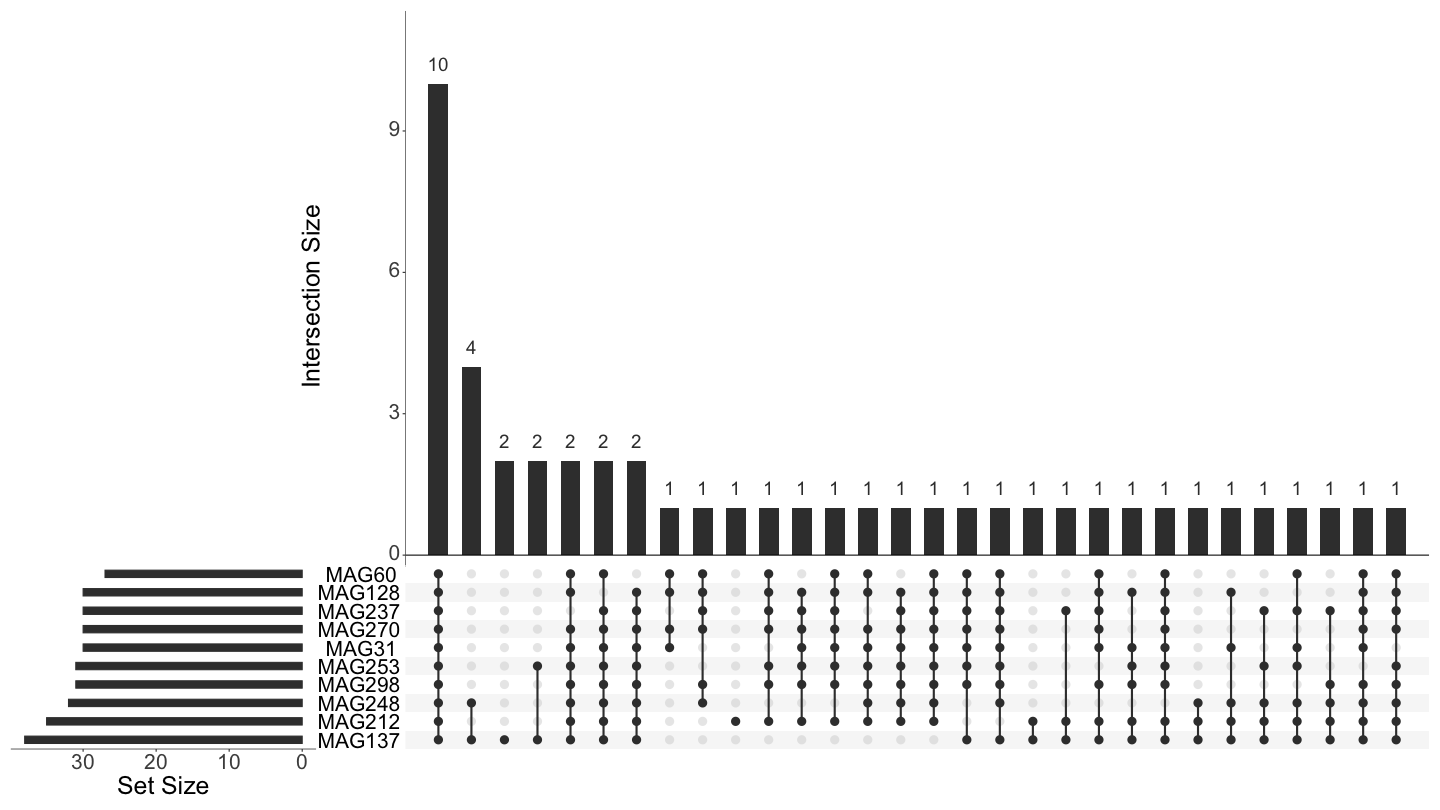 10
9
Intersection Size
6
4
3
2 2 2 2 2
1 1 1 1 1 1 1 1 1 1 1 1 1 1 1 1 1 1 1 1 1 1 1
0
MAG60
MAG128
MAG237
MAG270
MAG31
MAG253
MAG298
MAG248
MAG212
MAG137
30 20 10 0
Set Size